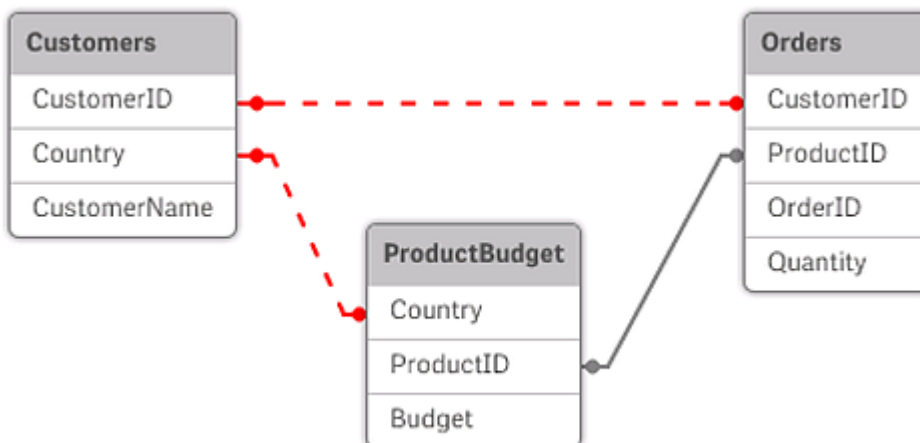 Customers
CustomerID
Country
CustomerName
Orders
CustomerID
ProductID
OrderID
Quantity
ProductBudget
Country
ProductID
Budget